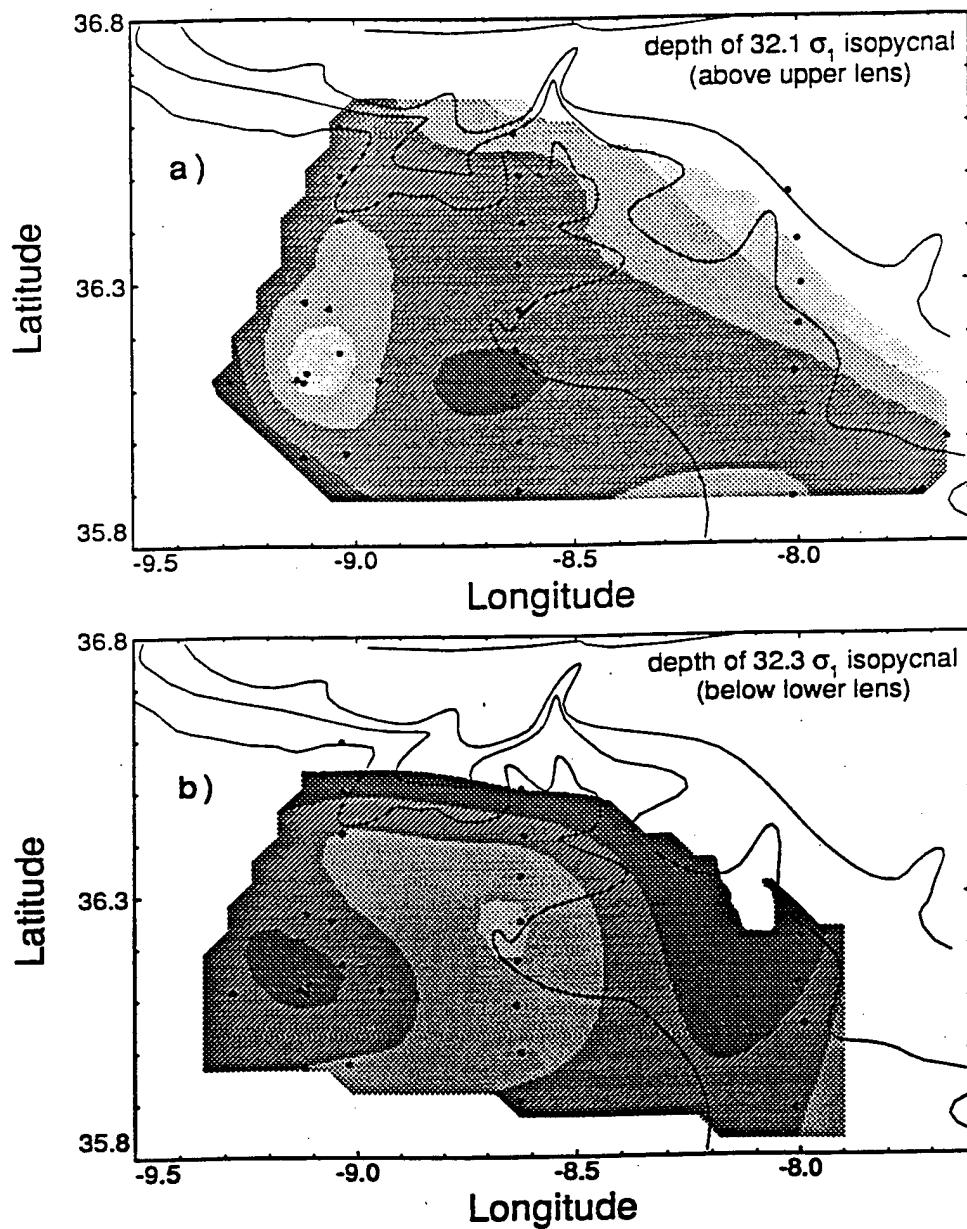 36.8
depth of 32.1 σ₁ isopycnal
(above upper lens)
a)
Latitude
36.3
35.8
-9.5
-9.0
-8.5
-8.0
Longitude
36.8
depth of 32.3 σ₁ isopycnal
(below lower lens)
b)
Latitude
36.3
35.8
-9.5
-9.0
-8.5
-8.0
Longitude